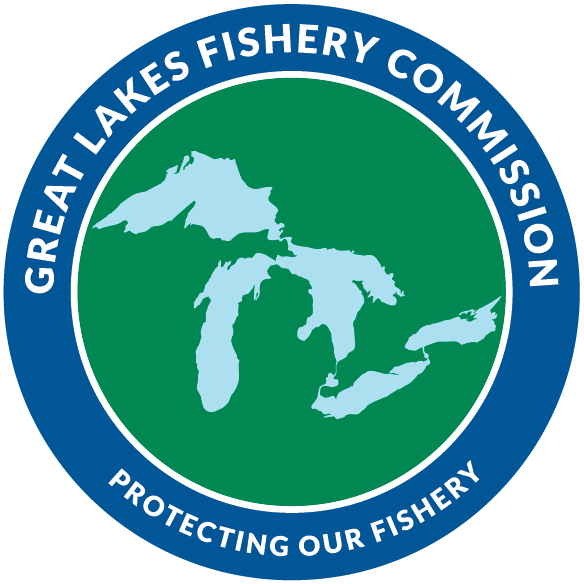 GREAT LAKES FISHERY COMMISSION
PROTECTING OUR FISHERY